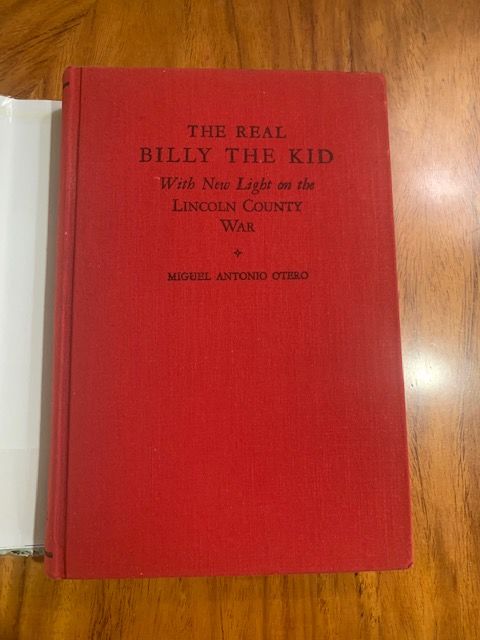 THE REAL
BILLY THE KID
With New Light on the
LINCOLN COUNTY
WAR
MIGUEL ANTONIO OTERO